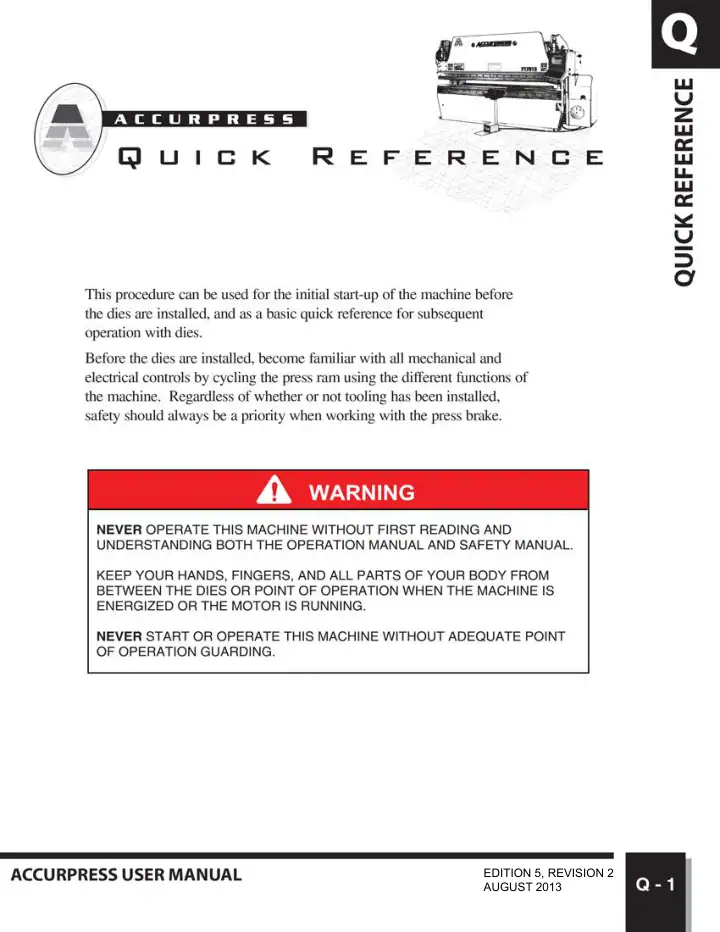 Q
QUICK REFERENCE
ACCURPRESS
ACCURPRESS
QUICK REFERENCE
This procedure can be used for the initial start-up of the machine before
the dies are installed, and as a basic quick reference for subsequent
operation with dies.
Before the dies are installed, become familiar with all mechanical and
electrical controls by cycling the press ram using the different functions of
the machine.  Regardless of whether or not tooling has been installed,
safety should always be a priority when working with the press brake.
WARNING
NEVER OPERATE THIS MACHINE WITHOUT FIRST READING AND
UNDERSTANDING BOTH THE OPERATION MANUAL AND SAFETY MANUAL.
KEEP YOUR HANDS, FINGERS, AND ALL PARTS OF YOUR BODY FROM
BETWEEN THE DIES OR POINT OF OPERATION WHEN THE MACHINE IS
ENERGIZED OR THE MOTOR IS RUNNING.
NEVER START OR OPERATE THIS MACHINE WITHOUT ADEQUATE POINT
OF OPERATION GUARDING.
ACCURPRESS USER MANUAL
EDITION 5, REVISION 2
AUGUST 2013
Q - 1